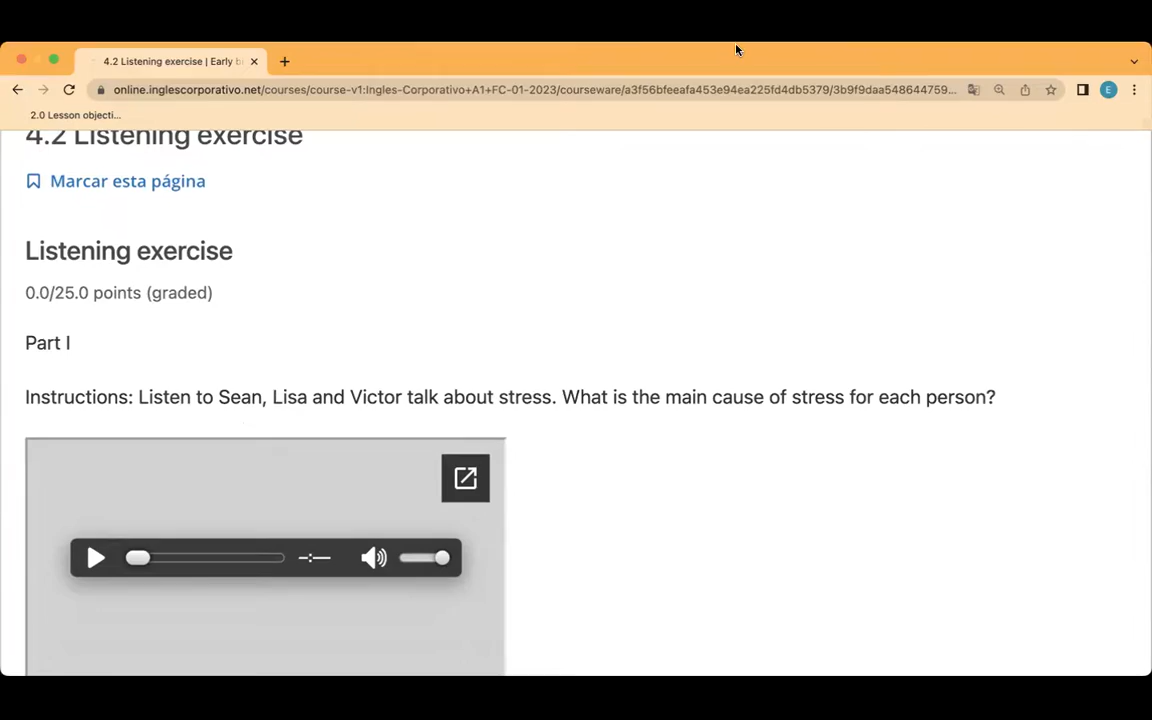 4.2 Listening exercise | Early b
online.inglescorporativo.net/courses/course-v1:Ingles-Corporativo+A1+FC-01-2023/courseware/a3f56bfeeafa453e94ea225fd4db5379/3b9f9daa548644759...
E
2.0 Lesson objecti...
4.2 Listening exercise
Marcar esta página
Listening exercise
0.0/25.0 points (graded)
Part I
Instructions: Listen to Sean, Lisa and Victor talk about stress. What is the main cause of stress for each person?
--:--